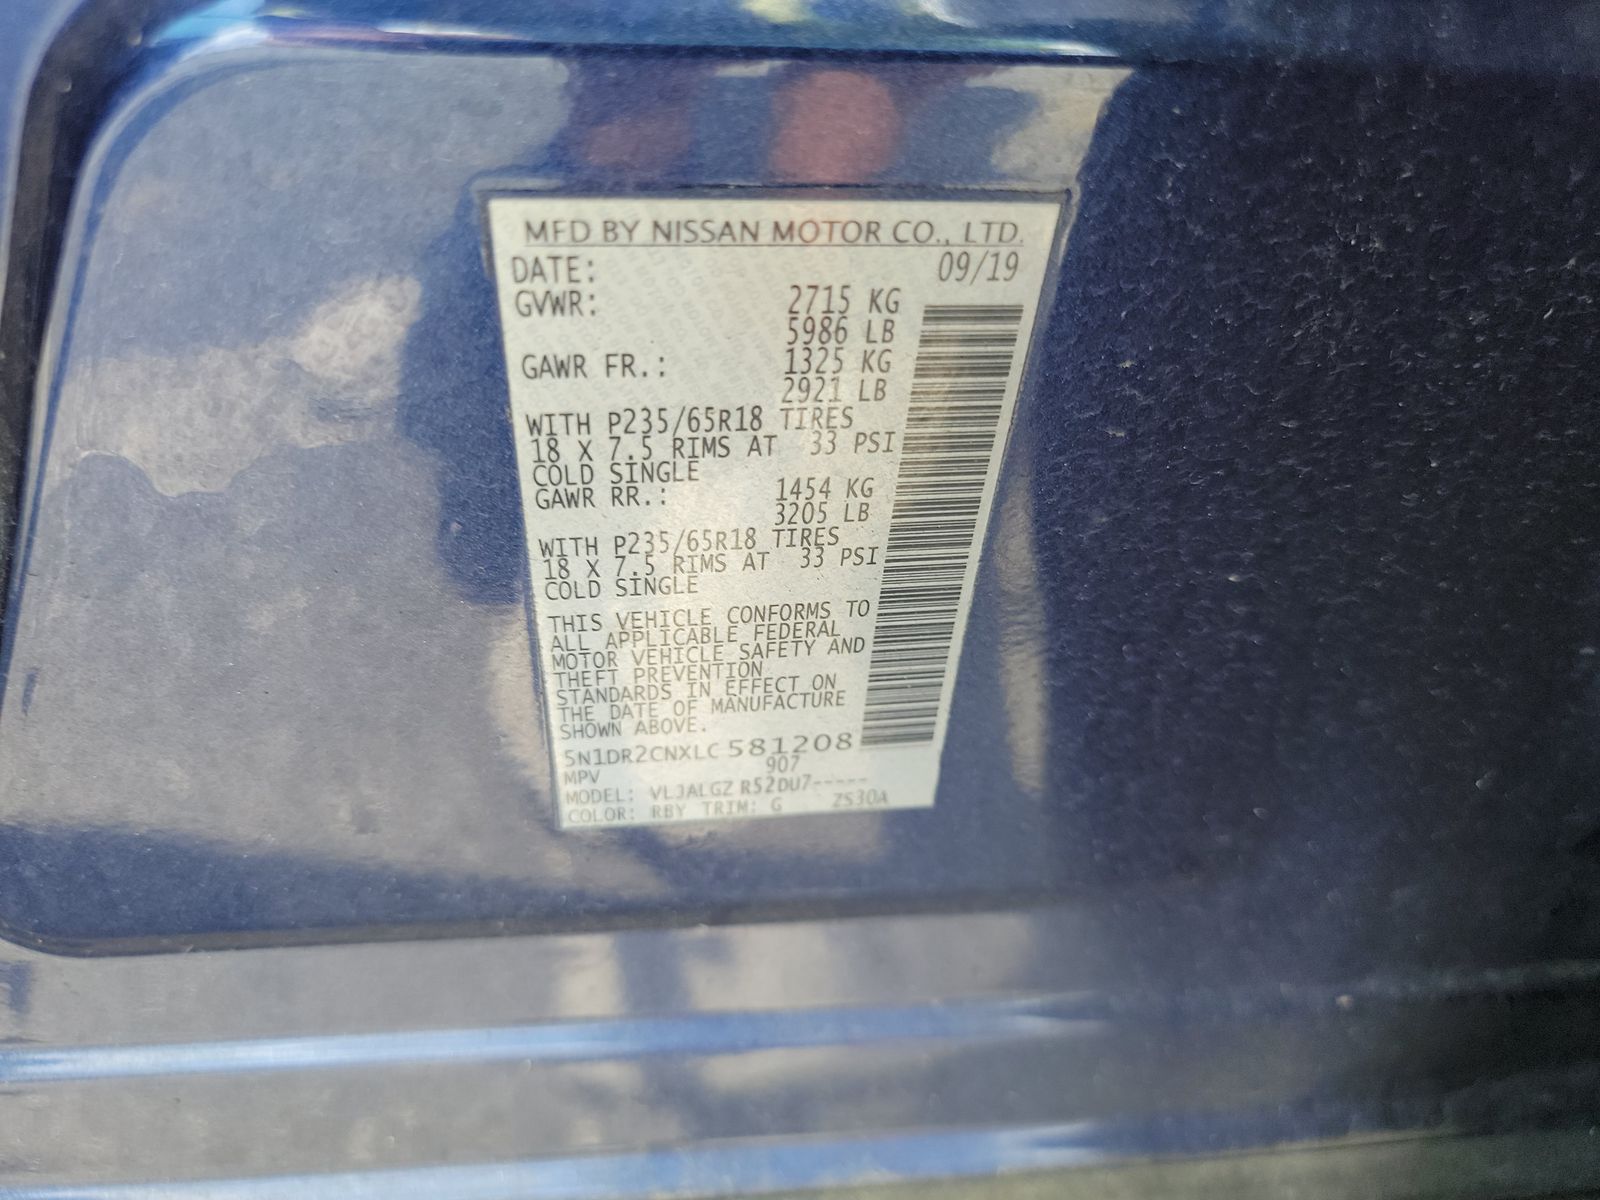 MFD BY NISSAN MOTOR CO., LTD.
DATE: 09/19
GVWR: 2715 KG
5986 LB
GAWR FR.: 1325 KG
2921 LB
WITH P235/65R18 TIRES
18 X 7.5 RIMS AT 33 PSI
COLD SINGLE
GAWR RR.: 1454 KG
3205 LB
WITH P235/65R18 TIRES
18 X 7.5 RIMS AT 33 PSI
COLD SINGLE
THIS VEHICLE CONFORMS TO
ALL APPLICABLE FEDERAL
MOTOR VEHICLE SAFETY AND
THEFT PREVENTION
STANDARDS IN EFFECT ON
THE DATE OF MANUFACTURE
SHOWN ABOVE.
5N1DR2CNXLC 581208
MPV 907
MODEL: VLJALGZ R52DU7-----
COLOR: RBY TRIM: G ZS30A